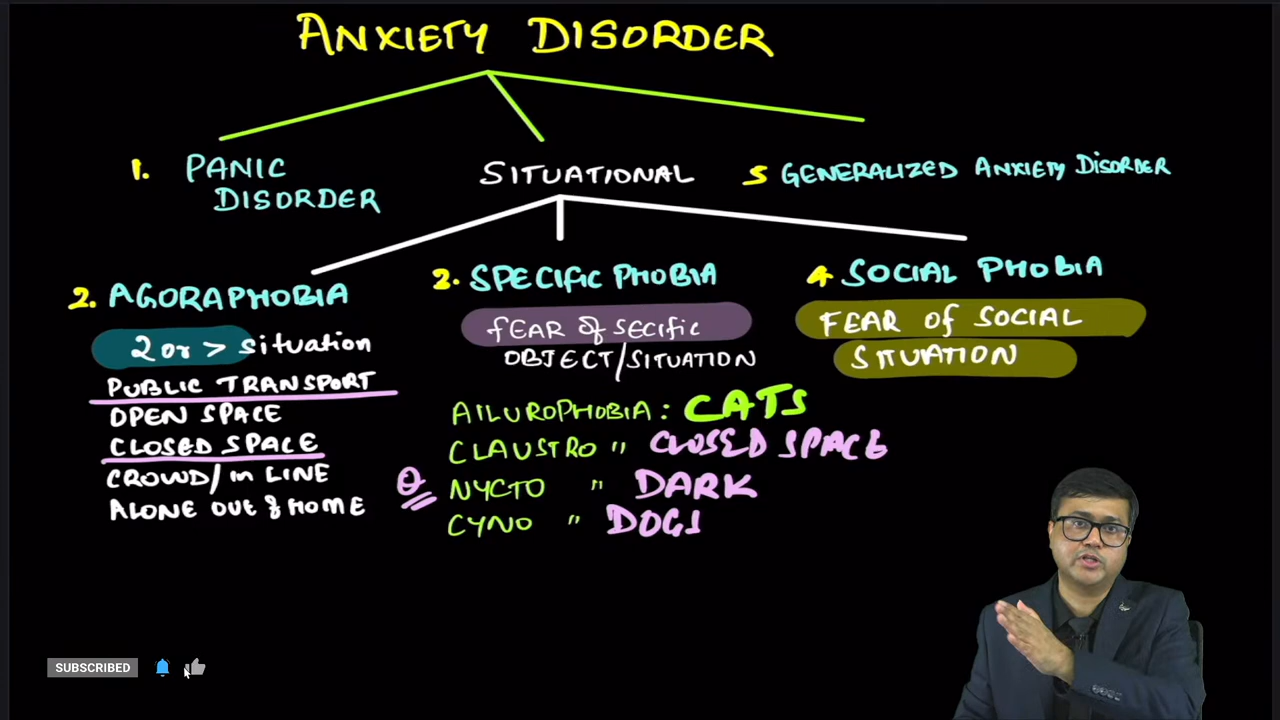 ANXIETY DISORDER
1. PANIC DISORDER
SITUATIONAL
5 GENERALIZED ANXIETY DISORDER
2. AGORAPHOBIA
2 or > situation
PUBLIC TRANSPORT
OPEN SPACE
CLOSED SPACE
CROWD/in LINE
ALONE OUT of HOME
3. SPECIFIC PHOBIA
fEAR of SECIFIC
OBJECT/SITUATION
AILUROPHOBIA: CATS
CLAUSTRO " CLOSED SPACE
Q NYCTO " DARK
CYNO " DOGS
4 SOCIAL PHOBIA
FEAR of SOCIAL
SITUATION
SUBSCRIBED